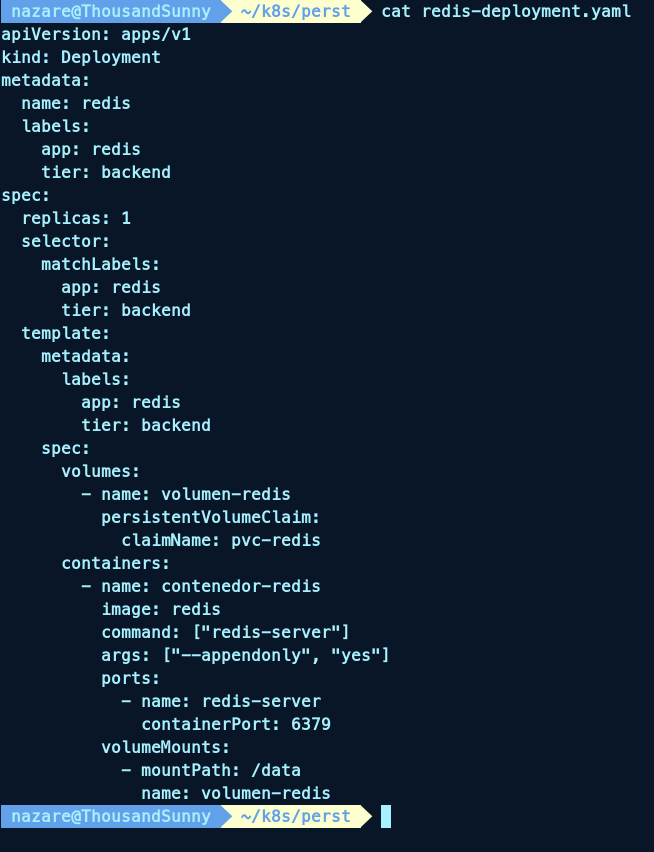 nazare@ThousandSunny ~/k8s/perst cat redis-deployment.yaml
apiVersion: apps/v1
kind: Deployment
metadata:
  name: redis
  labels:
    app: redis
    tier: backend
spec:
  replicas: 1
  selector:
    matchLabels:
      app: redis
      tier: backend
  template:
    metadata:
      labels:
        app: redis
        tier: backend
    spec:
      volumes:
        - name: volumen-redis
          persistentVolumeClaim:
            claimName: pvc-redis
      containers:
        - name: contenedor-redis
          image: redis
          command: ["redis-server"]
          args: ["--appendonly", "yes"]
          ports:
            - name: redis-server
              containerPort: 6379
          volumeMounts:
            - mountPath: /data
              name: volumen-redis
nazare@ThousandSunny ~/k8s/perst